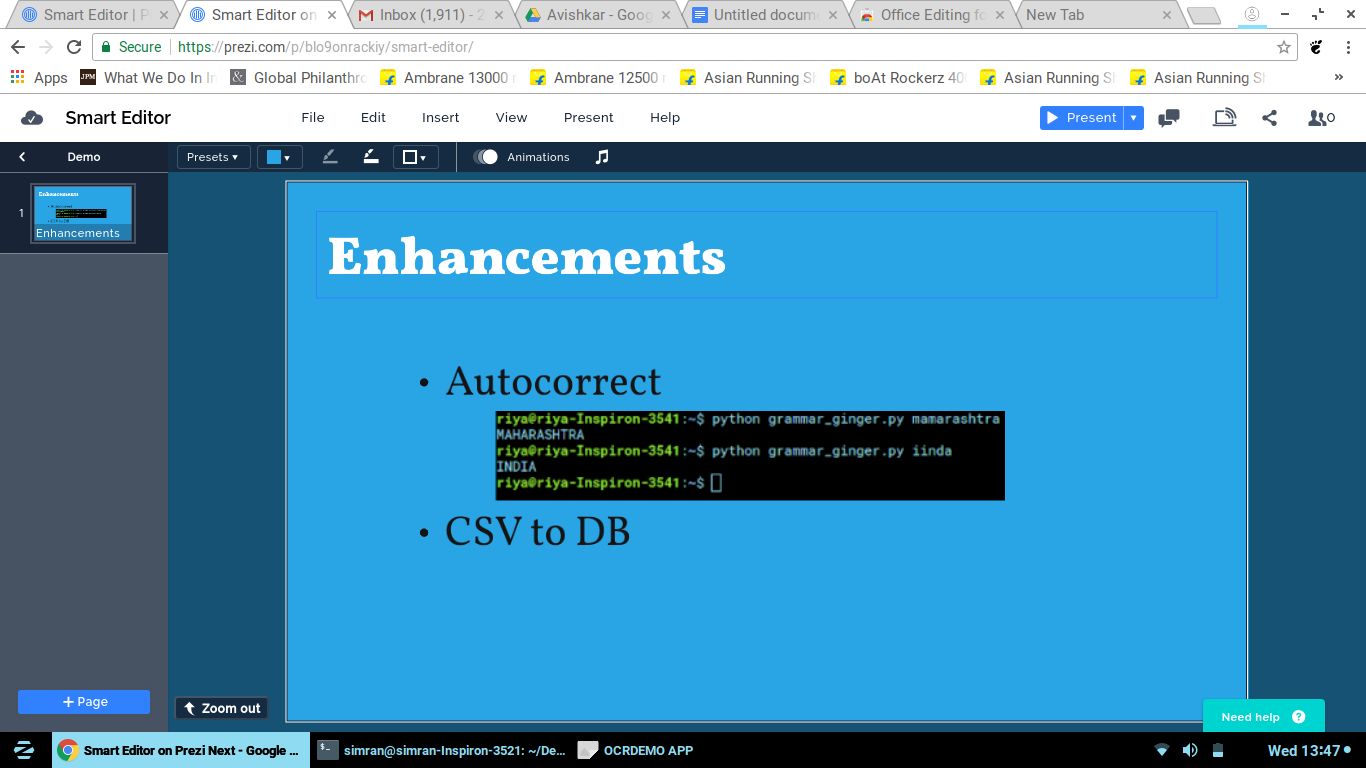 Smart Editor | P
Smart Editor on
Inbox (1,911) - 2
Avishkar - Goog
Untitled docum
Office Editing fo
New Tab
Secure
https://prezi.com/p/blo9onrackiy/smart-editor/
Apps
JPM
What We Do In In
&
Global Philanthro
Ambrane 13000
Ambrane 12500
Asian Running Sh
boAt Rockerz 400
Asian Running Sh
Asian Running Sh
»
Smart Editor
File
Edit
Insert
View
Present
Help
Present
0
Demo
Presets
Animations
1
Enhancements
Enhancements
• Autocorrect
riya@riya-Inspiron-3541:~$ python grammar_ginger.py mamarashtra
MAHARASHTRA
riya@riya-Inspiron-3541:~$ python grammar_ginger.py iinda
INDIA
riya@riya-Inspiron-3541:~$
• CSV to DB
+ Page
Zoom out
Need help ?
Smart Editor on Prezi Next - Google ...
simran@simran-Inspiron-3521: ~/De...
OCRDEMO APP
Wed 13:47